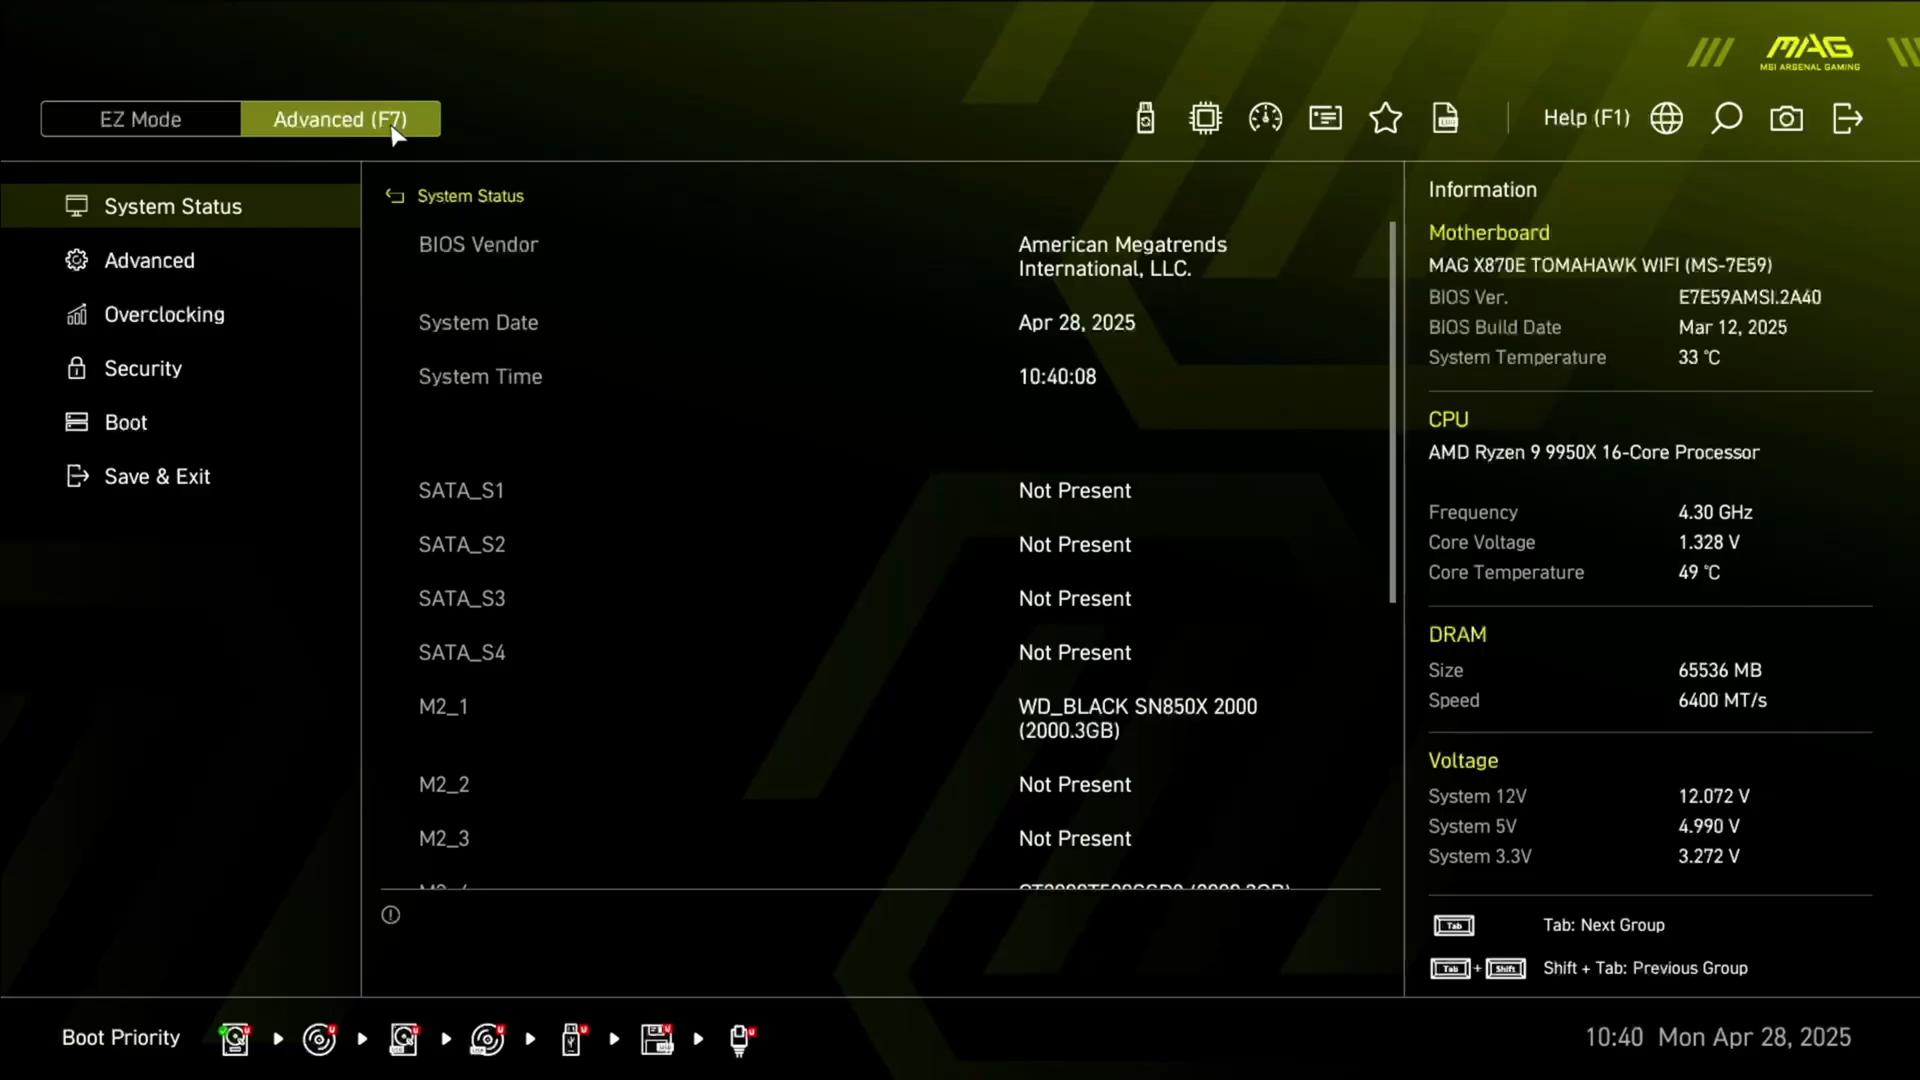 MAG
MSI ARSENAL GAMING
EZ Mode
Advanced (F7)
Help (F1)
System Status
Advanced
Overclocking
Security
Boot
Save & Exit
System Status
BIOS Vendor American Megatrends
International, LLC.
System Date Apr 28, 2025
System Time 10:40:08
SATA_S1 Not Present
SATA_S2 Not Present
SATA_S3 Not Present
SATA_S4 Not Present
M2_1 WD_BLACK SN850X 2000
(2000.3GB)
M2_2 Not Present
M2_3 Not Present
Information
Motherboard
MAG X870E TOMAHAWK WIFI (MS-7E59)
BIOS Ver. E7E59AMSI.2A40
BIOS Build Date Mar 12, 2025
System Temperature 33 °C
CPU
AMD Ryzen 9 9950X 16-Core Processor
Frequency 4.30 GHz
Core Voltage 1.328 V
Core Temperature 49 °C
DRAM
Size 65536 MB
Speed 6400 MT/s
Voltage
System 12V 12.072 V
System 5V 4.990 V
System 3.3V 3.272 V
Tab Tab: Next Group
Tab + Shift Shift + Tab: Previous Group
Boot Priority
10:40 Mon Apr 28, 2025